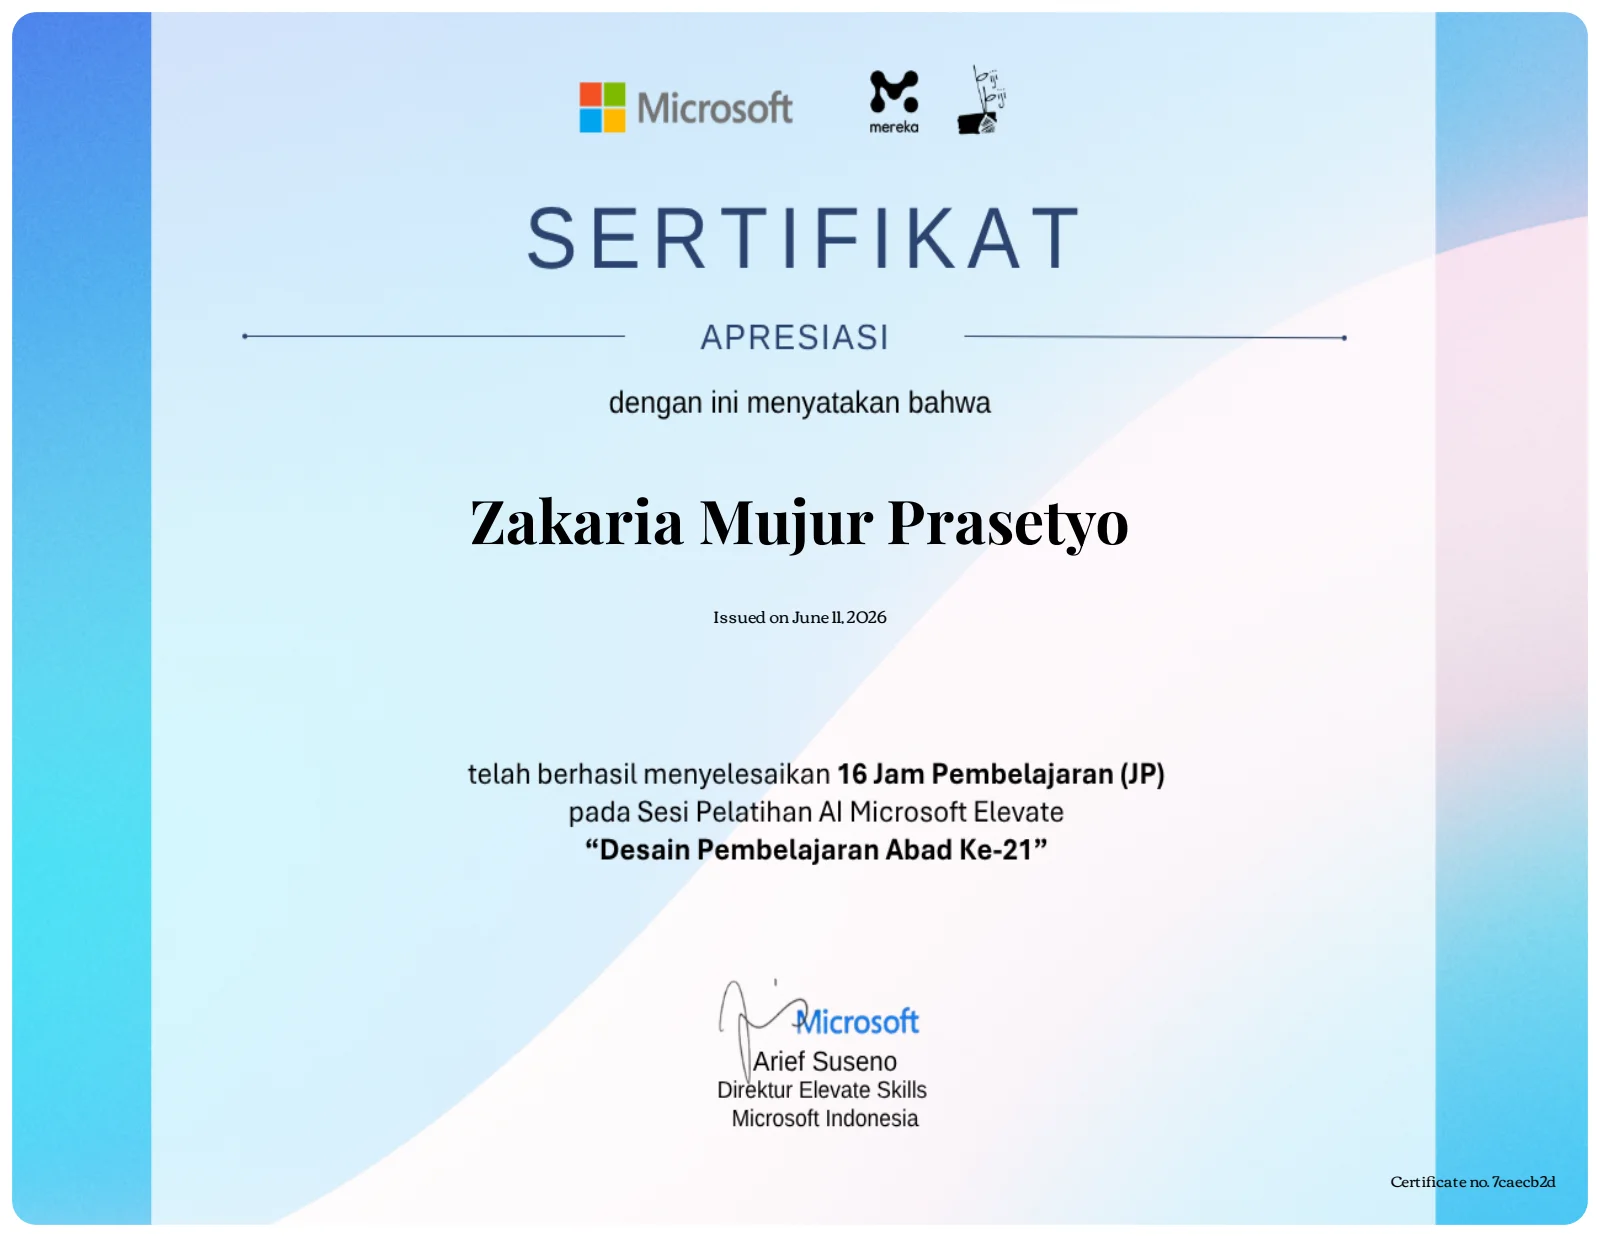 Microsoft
mereka
biji
biji
SERTIFIKAT
APRESIASI
dengan ini menyatakan bahwa
Zakaria Mujur Prasetyo
Issued on June 11, 2026
telah berhasil menyelesaikan 16 Jam Pembelajaran (JP)
pada Sesi Pelatihan AI Microsoft Elevate
“Desain Pembelajaran Abad Ke-21”
Microsoft
Arief Suseno
Direktur Elevate Skills
Microsoft Indonesia
Certificate no. 7caecb2d